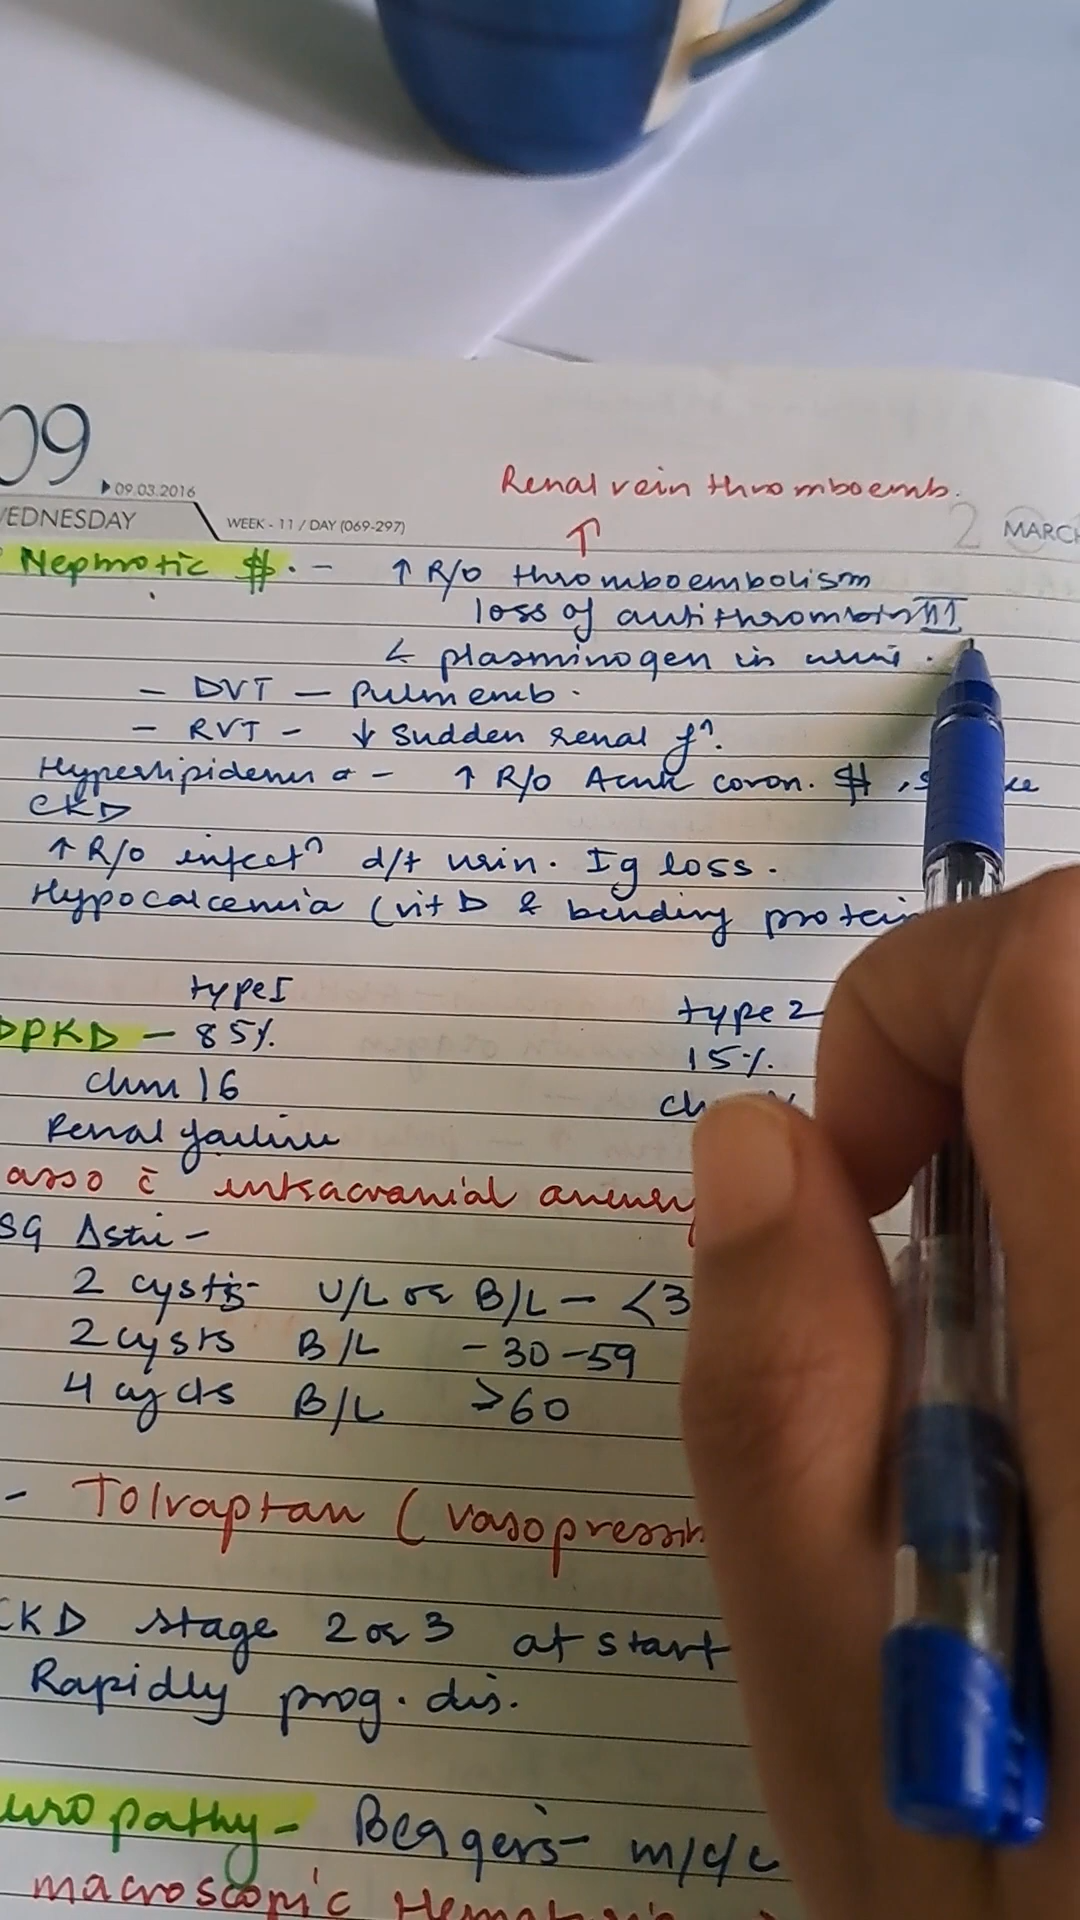 09
09.03.2016
WEDNESDAY
WEEK - 11 / DAY (069-297)
2 MARCH
Renal vein thromboemb.
↑
Nephrotic $. - ↑ R/o thromboembolism
loss of antithrombin III
& plasminogen in urine.
- DVT - Pulm emb.
- RVT - ↓ Sudden renal fⁿ.
Hyperlipidemia - ↑ R/o Acute coron. $,
CKD
↑ R/o infectⁿ d/t urin. Ig loss.
Hypocalcemia (vit D & binding protein
type I type 2
DPKD - 85% 15%
chm 16
Renal failure
asso c̄ intracranial
USG
2 cysts- U/L or B/L - <3
2 cysts B/L - 30-59
4 cysts B/L >60
- Tolvaptan (vasopressin
CKD stage 2 or 3 at start
Rapidly prog. dis.
uropathy - Bergers- m/c/c
macroscopic Hematuria